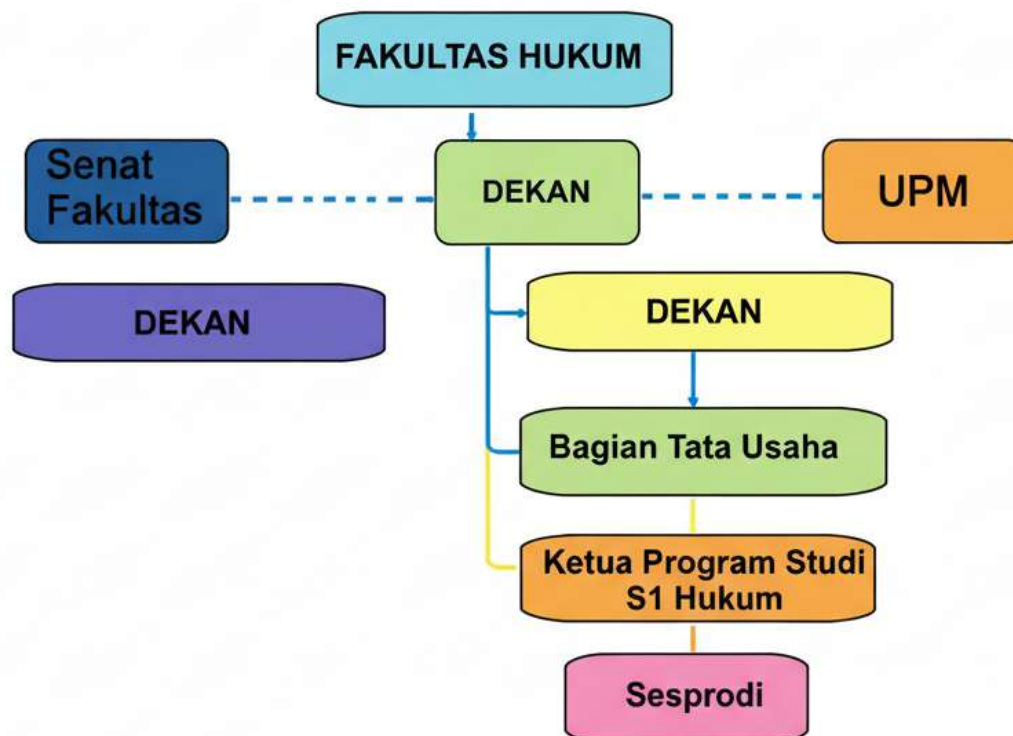 FAKULTAS HUKUM
Senat
Fakultas
DEKAN
UPM
DEKAN
DEKAN
Bagian Tata Usaha
Ketua Program Studi
S1 Hukum
Sesprodi